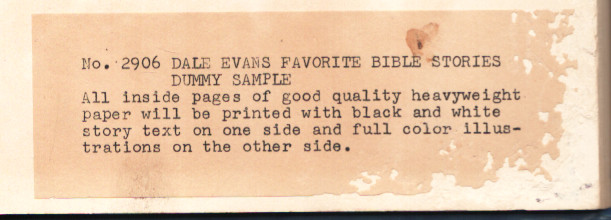 No. 2906 DALE EVANS FAVORITE BIBLE STORIES
DUMMY SAMPLE
All inside pages of good quality heavyweight
paper will be printed with black and white
story text on one side and full color illus-
trations on the other side.